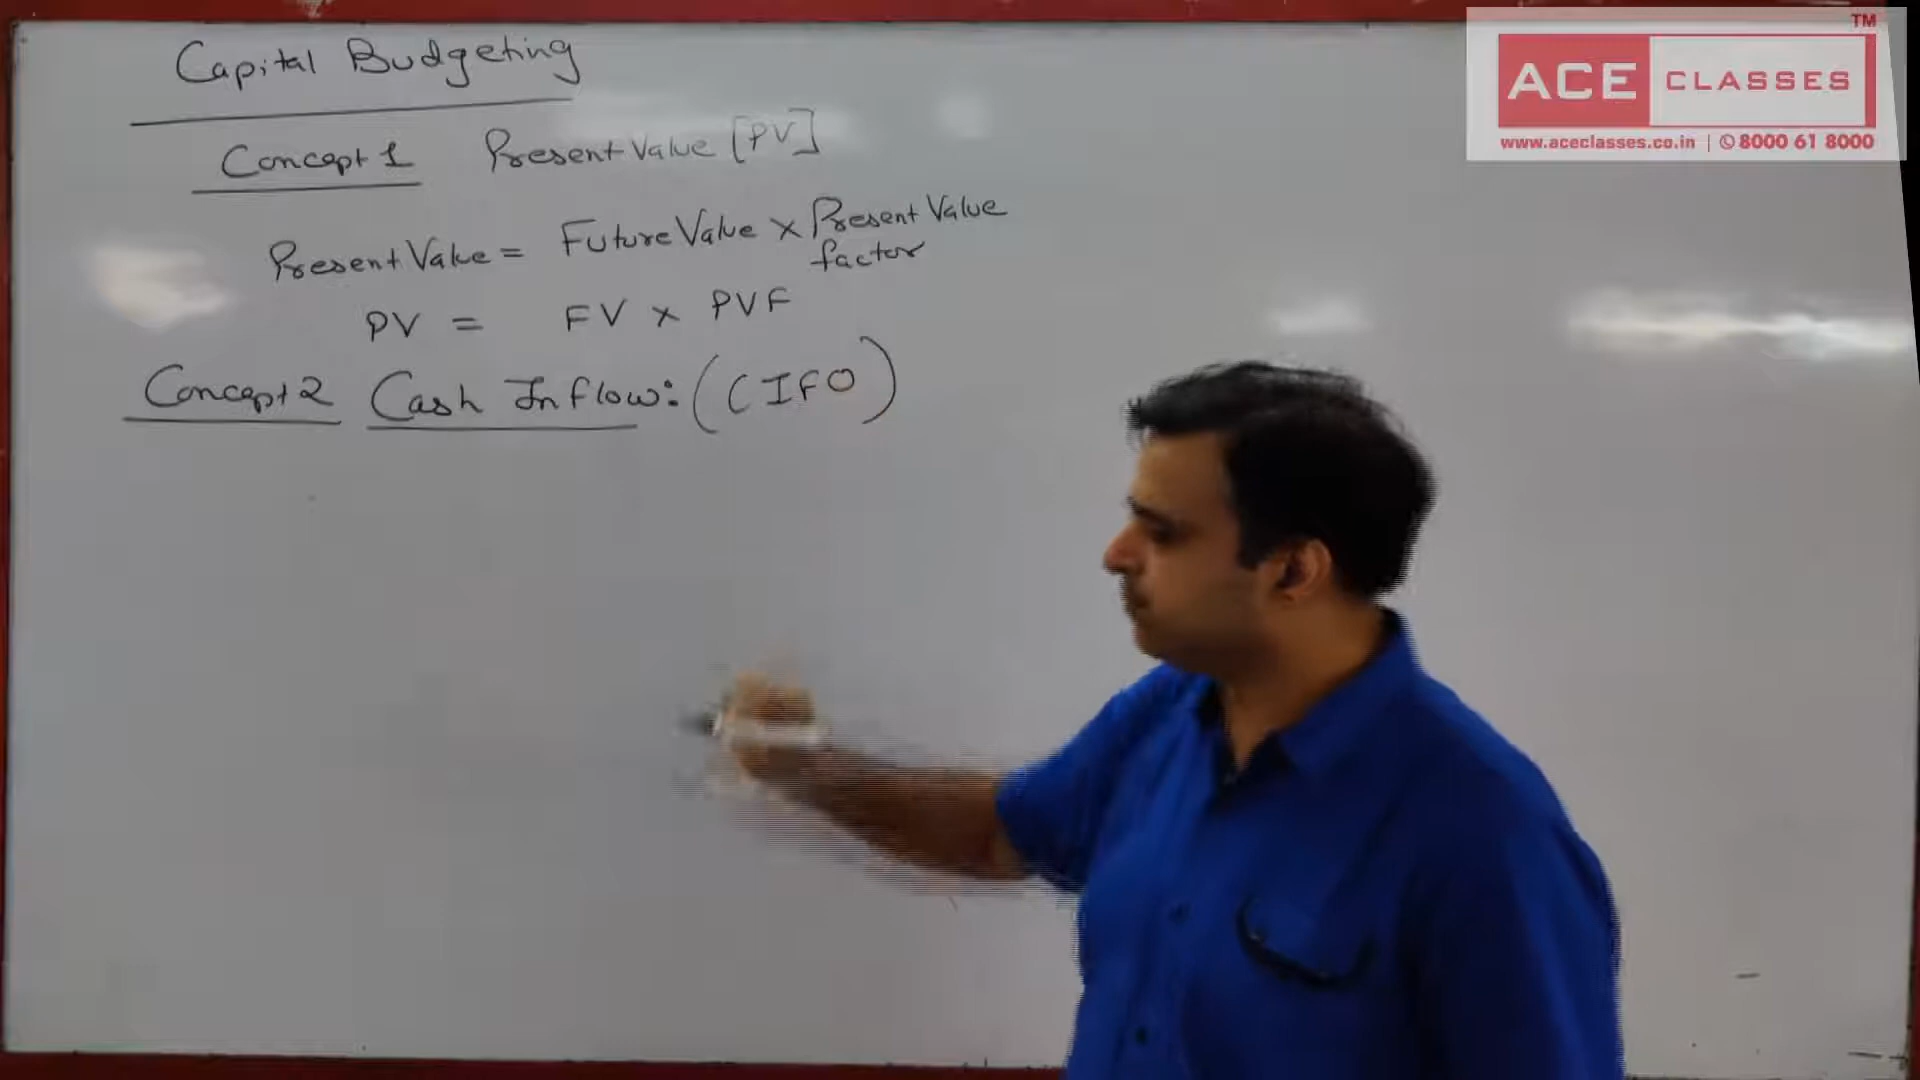 Capital Budgeting
Concept 1 Present Value [PV]
Present Value = Future Value x Present Value
factor
PV = FV x PVF
Concept 2 Cash Inflow: (CIFO)
TM
ACE CLASSES
www.aceclasses.co.in | 8000 61 8000